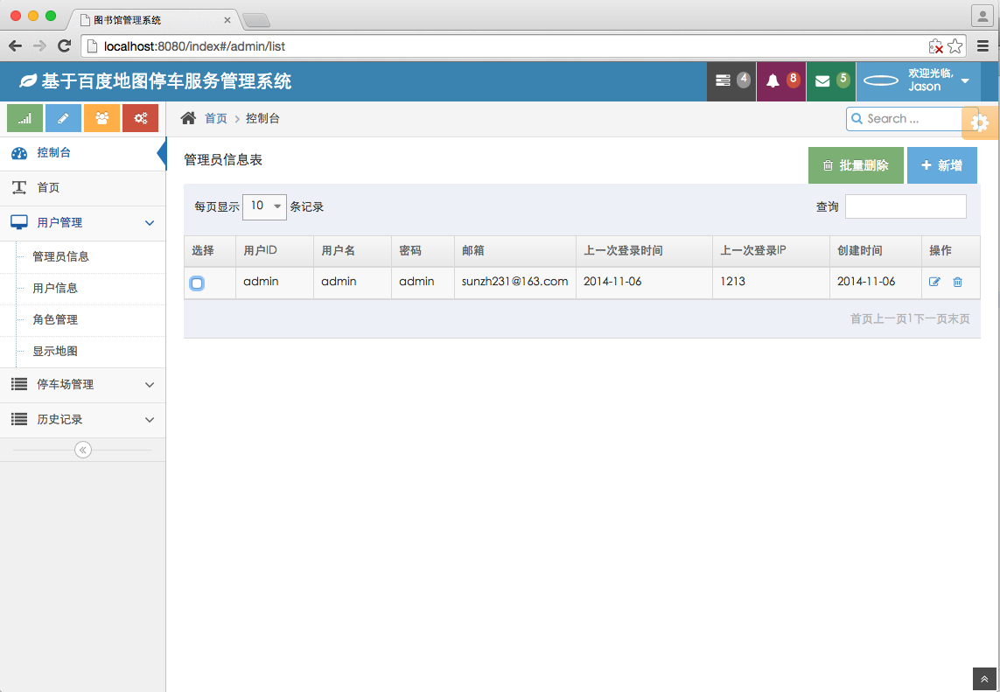 图书馆管理系统
localhost:8080/index#/admin/list
基于百度地图停车服务管理系统
4
8
5
欢迎光临,
Jason
首页 控制台
Search ...
控制台
首页
用户管理
管理员信息
用户信息
角色管理
显示地图
停车场管理
历史记录
管理员信息表
批量删除
新增
每页显示 10 条记录
查询
选择 用户ID 用户名 密码 邮箱 上一次登录时间 上一次登录IP 创建时间 操作
admin admin admin sunzh231@163.com 2014-11-06 1213 2014-11-06
首页上一页1下一页末页